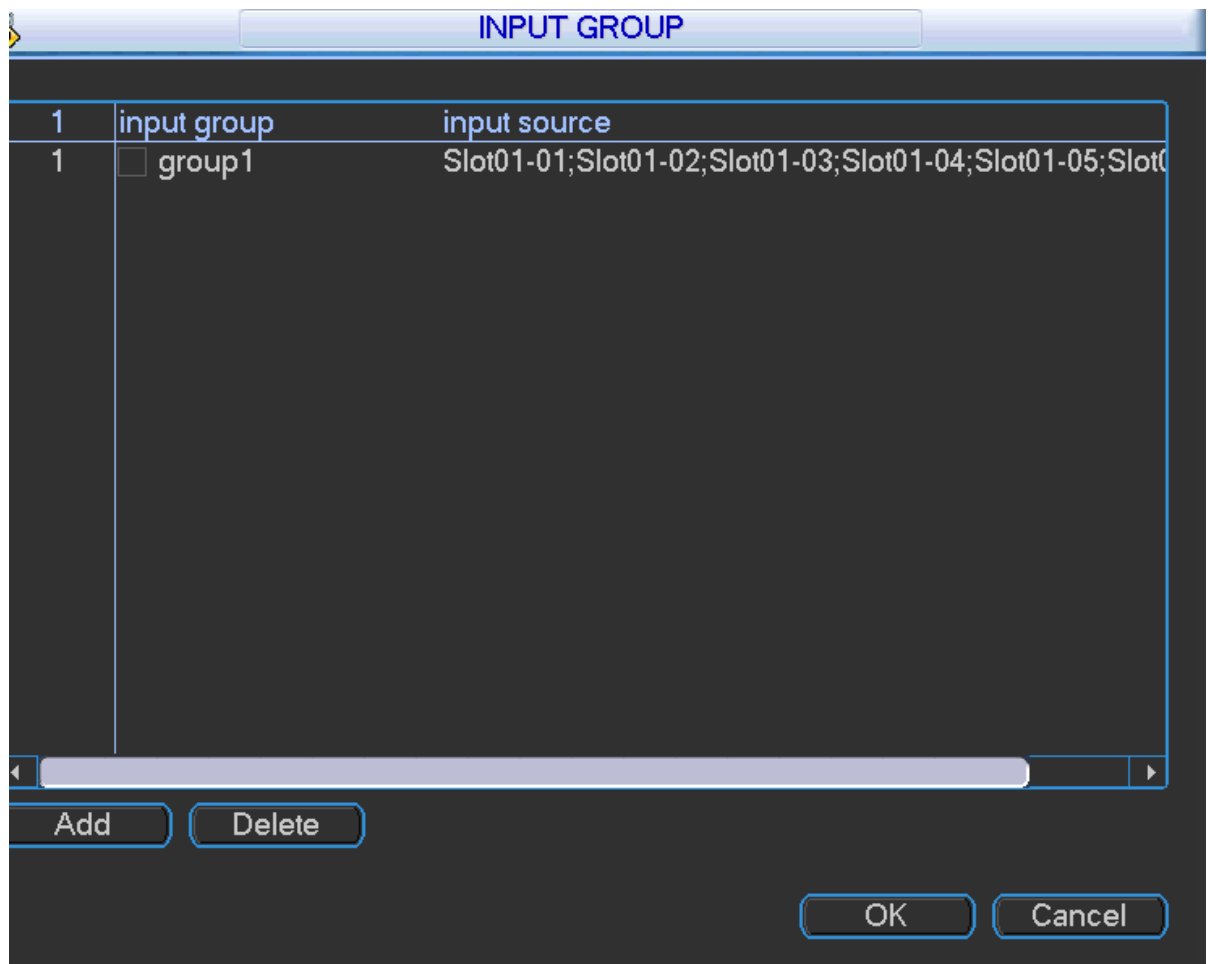 INPUT GROUP
1 input group input source
1 group1 Slot01-01;Slot01-02;Slot01-03;Slot01-04;Slot01-05;Slot0
Add Delete
OK Cancel